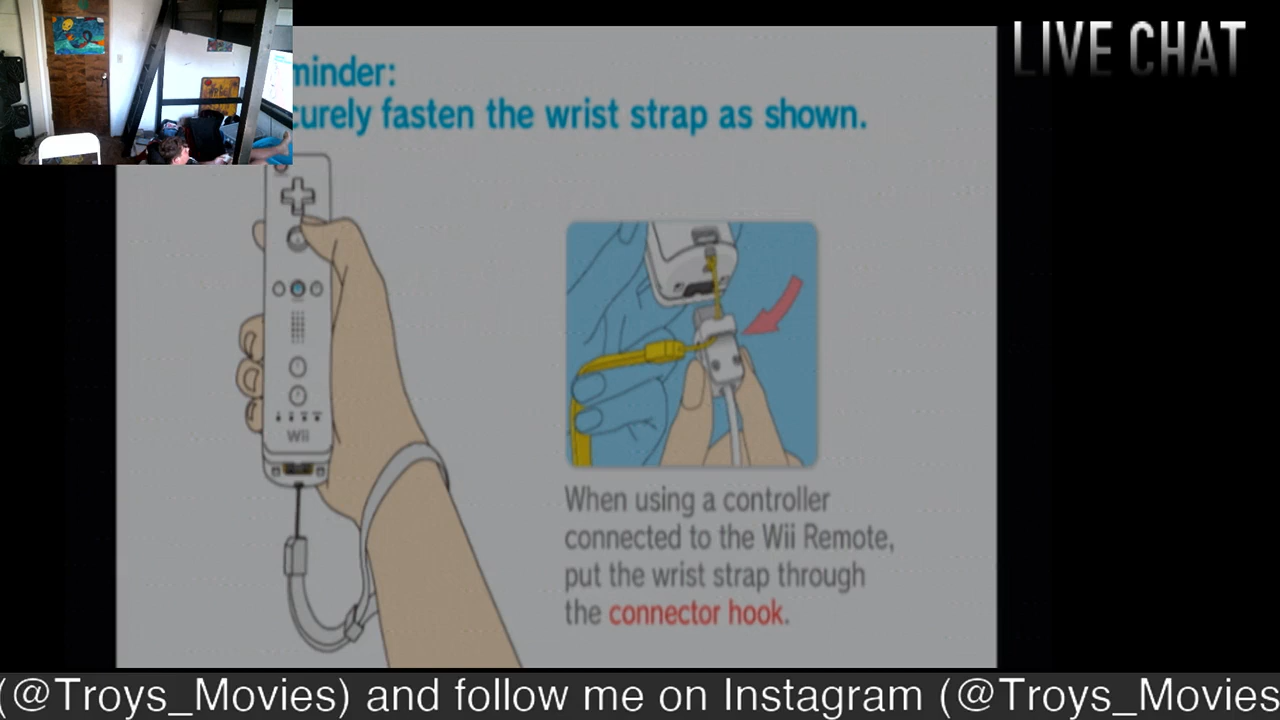 LIVE CHAT
minder:
curely fasten the wrist strap as shown.
Wii
When using a controller
connected to the Wii Remote,
put the wrist strap through
the connector hook.
(@Troys_Movies) and follow me on Instagram (@Troys_Movies